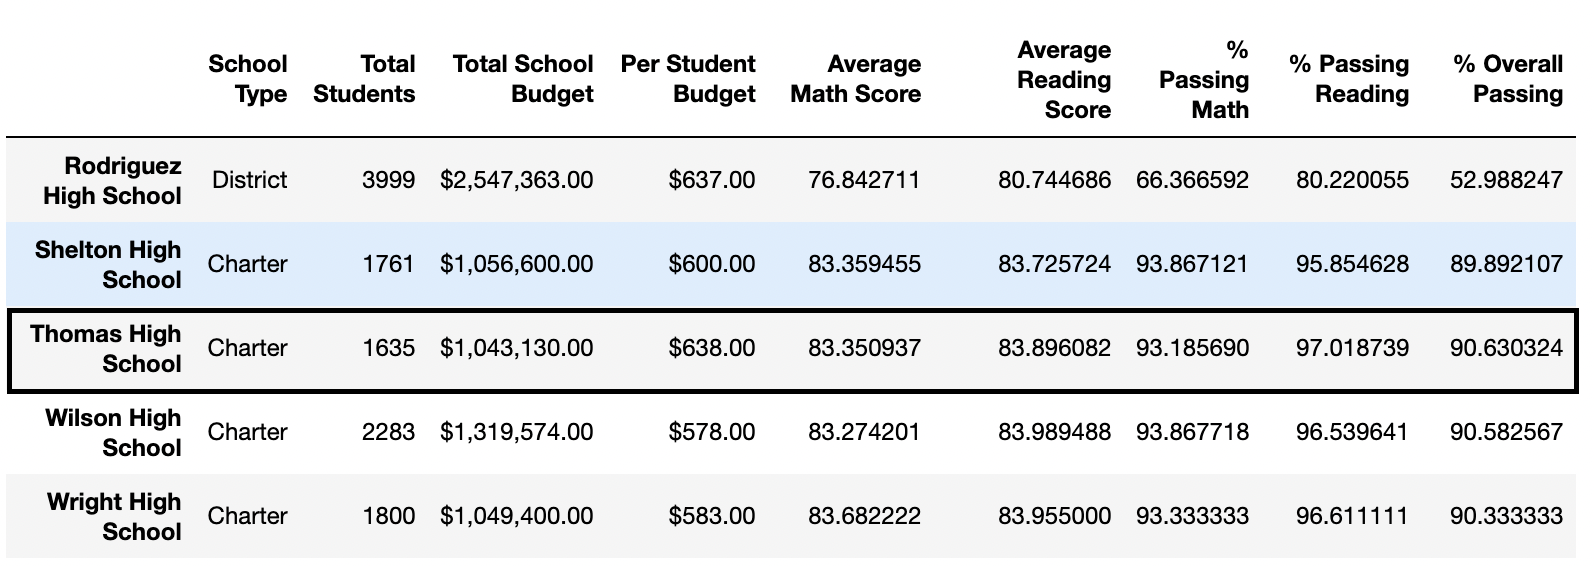 School Type Total Students Total School Budget Per Student Budget Average Math Score Average Reading Score % Passing Math % Passing Reading % Overall Passing
Rodriguez High School District 3999 $2,547,363.00 $637.00 76.842711 80.744686 66.366592 80.220055 52.988247
Shelton High School Charter 1761 $1,056,600.00 $600.00 83.359455 83.725724 93.867121 95.854628 89.892107
Thomas High School Charter 1635 $1,043,130.00 $638.00 83.350937 83.896082 93.185690 97.018739 90.630324
Wilson High School Charter 2283 $1,319,574.00 $578.00 83.274201 83.989488 93.867718 96.539641 90.582567
Wright High School Charter 1800 $1,049,400.00 $583.00 83.682222 83.955000 93.333333 96.611111 90.333333